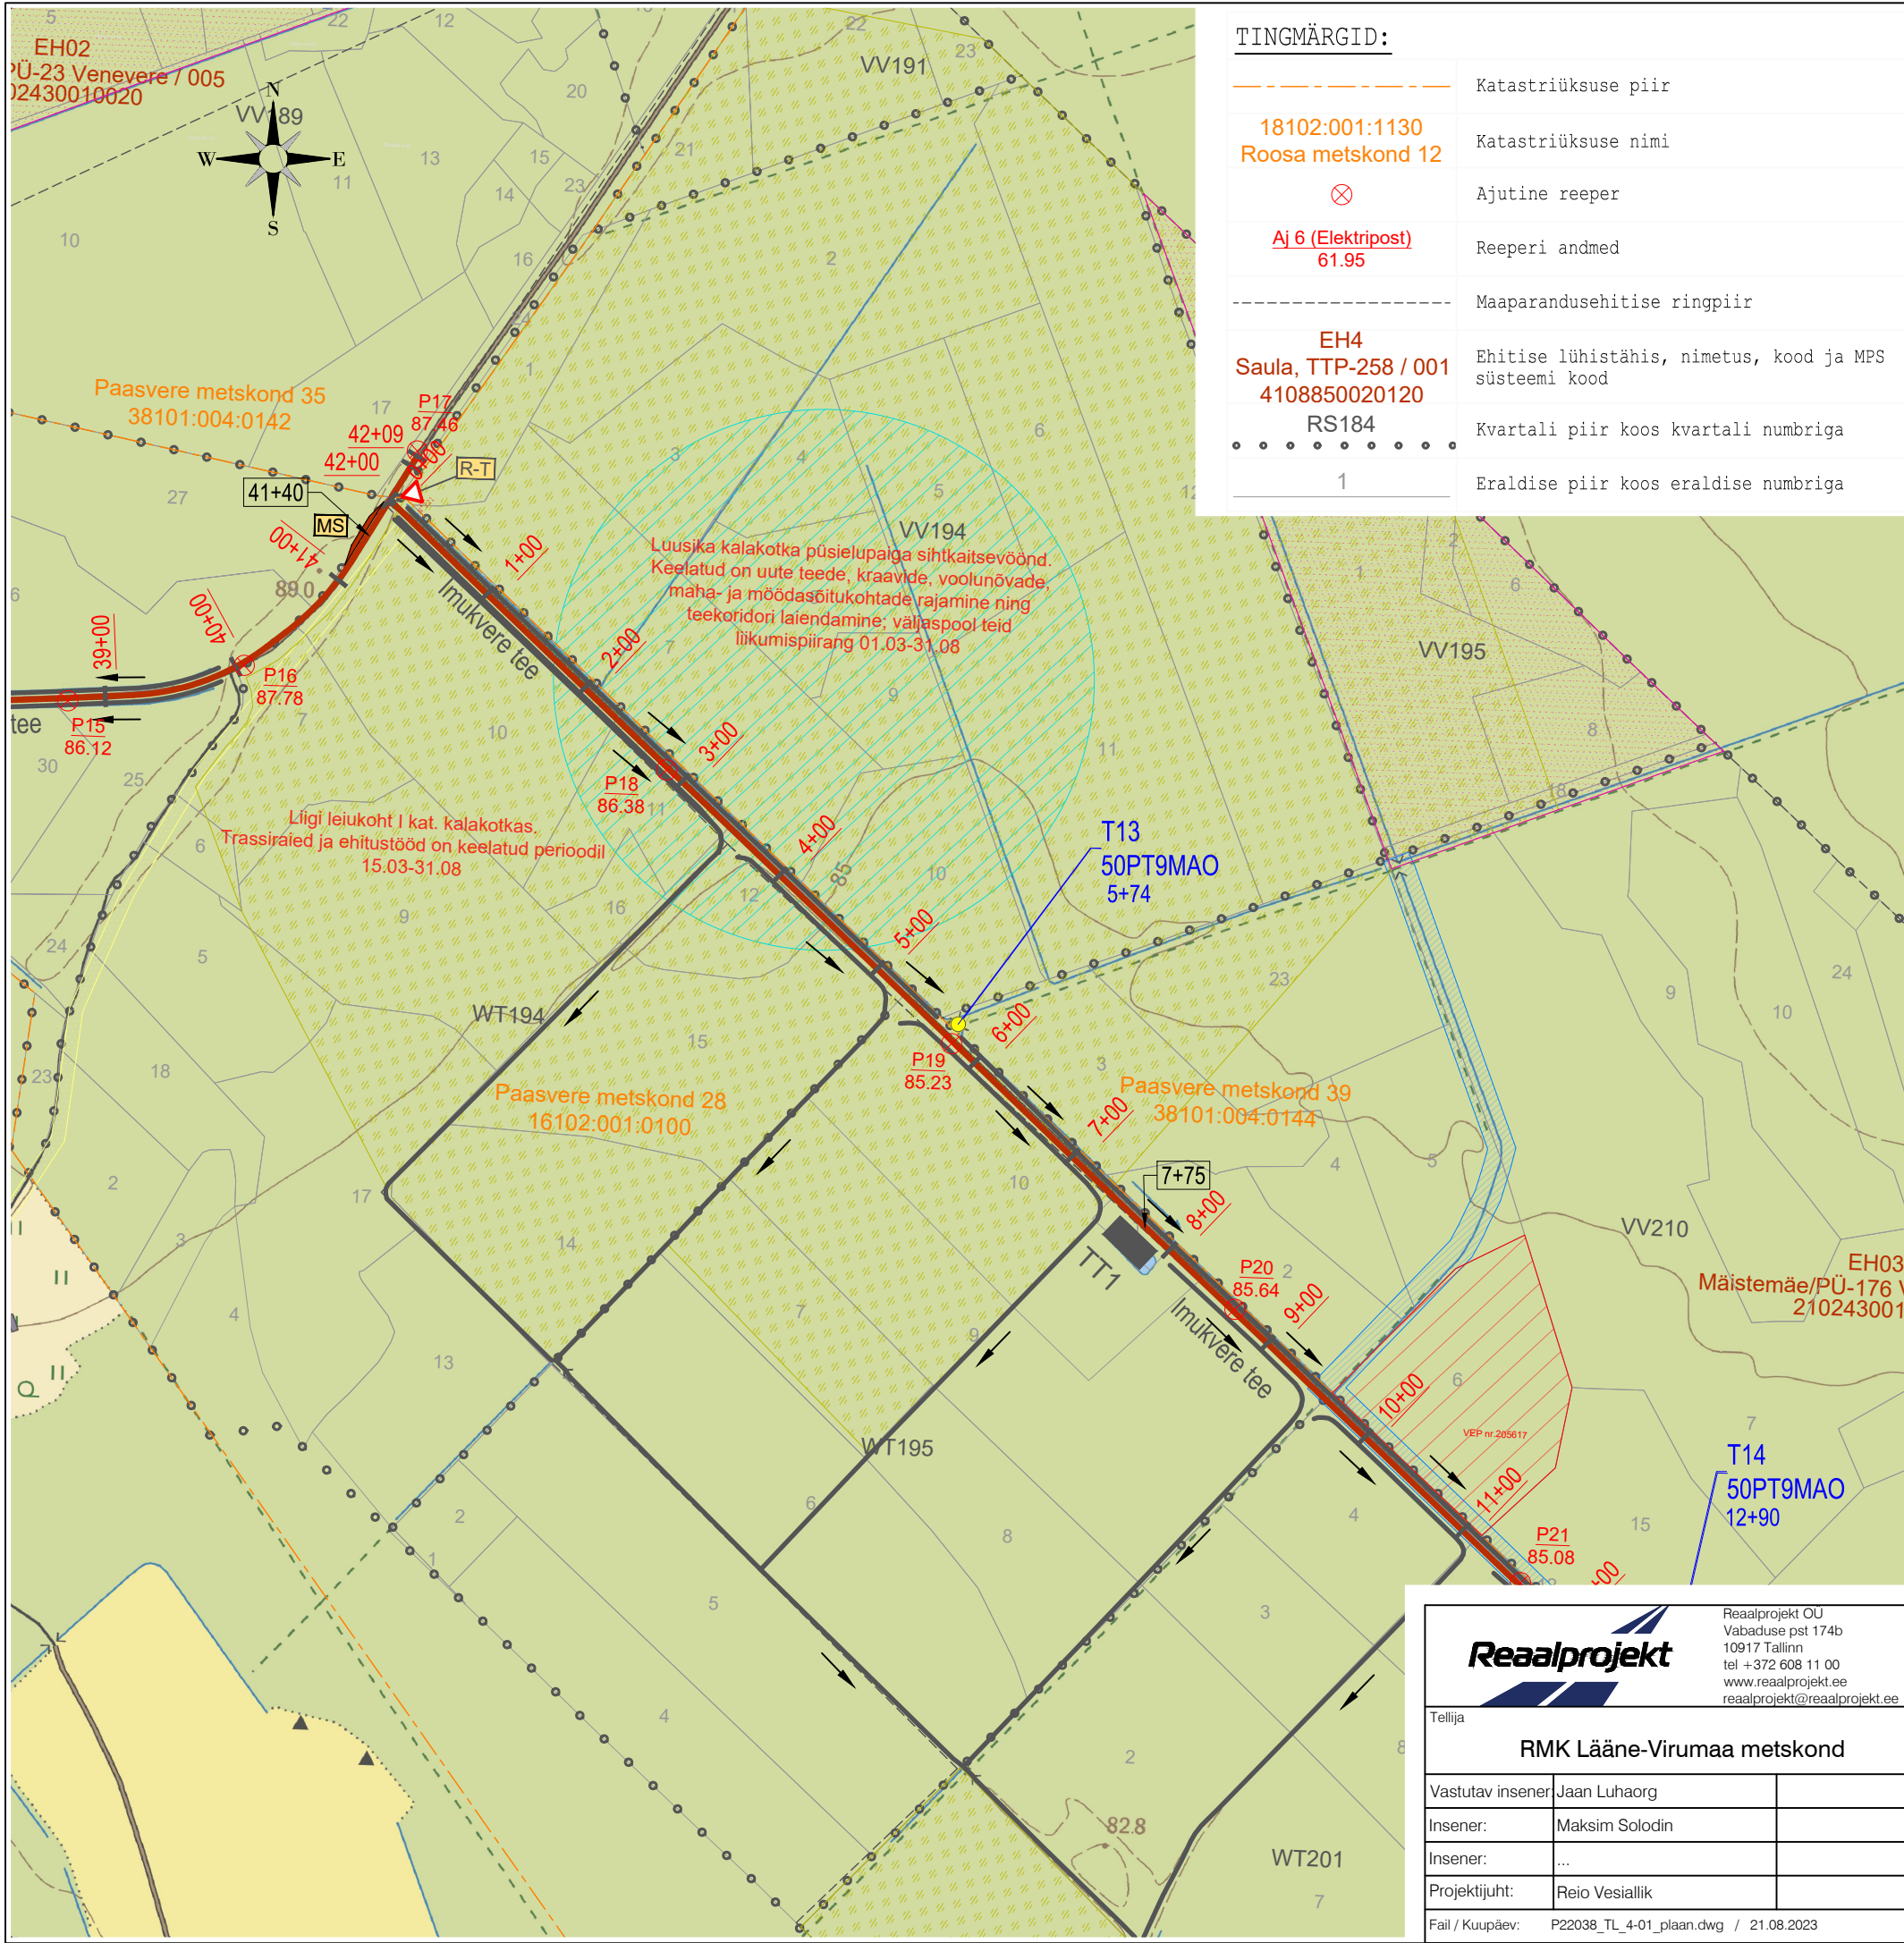 EH02
PÜ-23 Venevere / 005
02430010020
VV189
N
W
E
S
VV191
TINGMÄRGID:
Katastriüksuse piir
18102:001:1130
Roosa metskond 12
Katastriüksuse nimi
Ajutine reeper
Aj 6 (Elektripost)
61.95
Reeperi andmed
Maaparandusehitise ringpiir
EH4
Saula, TTP-258 / 001
4108850020120
Ehitise lühistähis, nimetus, kood ja MPS
süsteemi kood
RS184
Kvartali piir koos kvartali numbriga
1
Eraldise piir koos eraldise numbriga
Paasvere metskond 35
38101:004:0142
P17
87.46
42+09
42+00
R-T
41+40
MS
41+00
40+00
39+00
89.0
P16
87.78
P15
86.12
tee
Imukvere tee
1+00
2+00
3+00
4+00
5+00
6+00
7+00
8+00
9+00
10+00
11+00
VV194
Luusika kalakotka püsielupaiga sihtkaitsevöönd.
Keelatud on uute teede, kraavide, voolunõvade,
maha- ja möödasõitukohtade rajamine ning
teekoridori laiendamine; väljaspool teid
liikumispiirang 01.03-31.08
VV195
P18
86.38
Liigi leiukoht I kat. kalakotkas.
Trassiraied ja ehitustööd on keelatud perioodil
15.03-31.08
85
T13
50PT9MAO
5+74
WT194
P19
85.23
Paasvere metskond 28
16102:001:0100
Paasvere metskond 39
38101:004:0144
7+75
TT1
P20
85.64
Imukvere tee
VV210
EH03
Mäistemäe/PÜ-176 V
210243001
WT195
VEP nr.205617
T14
50PT9MAO
12+90
P21
85.08
82.8
WT201
Reaalprojekt
Reaalprojekt OÜ
Vabaduse pst 174b
10917 Tallinn
tel +372 608 11 00
www.reaalprojekt.ee
reaalprojekt@reaalprojekt.ee
Tellija
RMK Lääne-Virumaa metskond
Vastutav insener: Jaan Luhaorg
Insener: Maksim Solodin
Insener: ...
Projektijuht: Reio Vesiallik
Fail / Kuupäev: P22038_TL_4-01_plaan.dwg / 21.08.2023